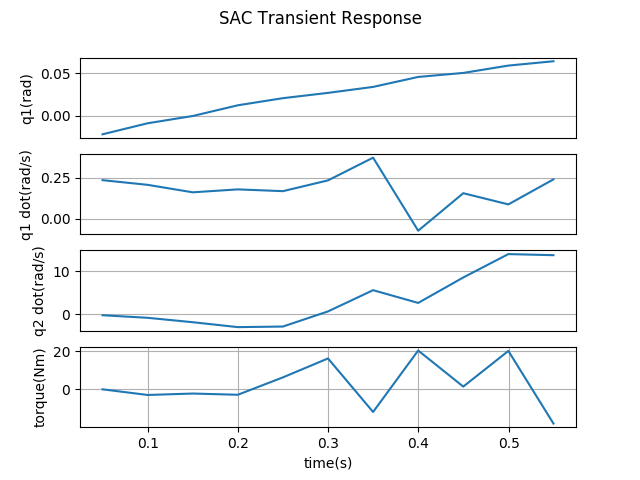 SAC Transient Response
q1(rad)
0.05
0.00
q1 dot(rad/s)
0.25
0.00
q2 dot(rad/s)
10
0
torque(Nm)
20
0
0.1 0.2 0.3 0.4 0.5
time(s)